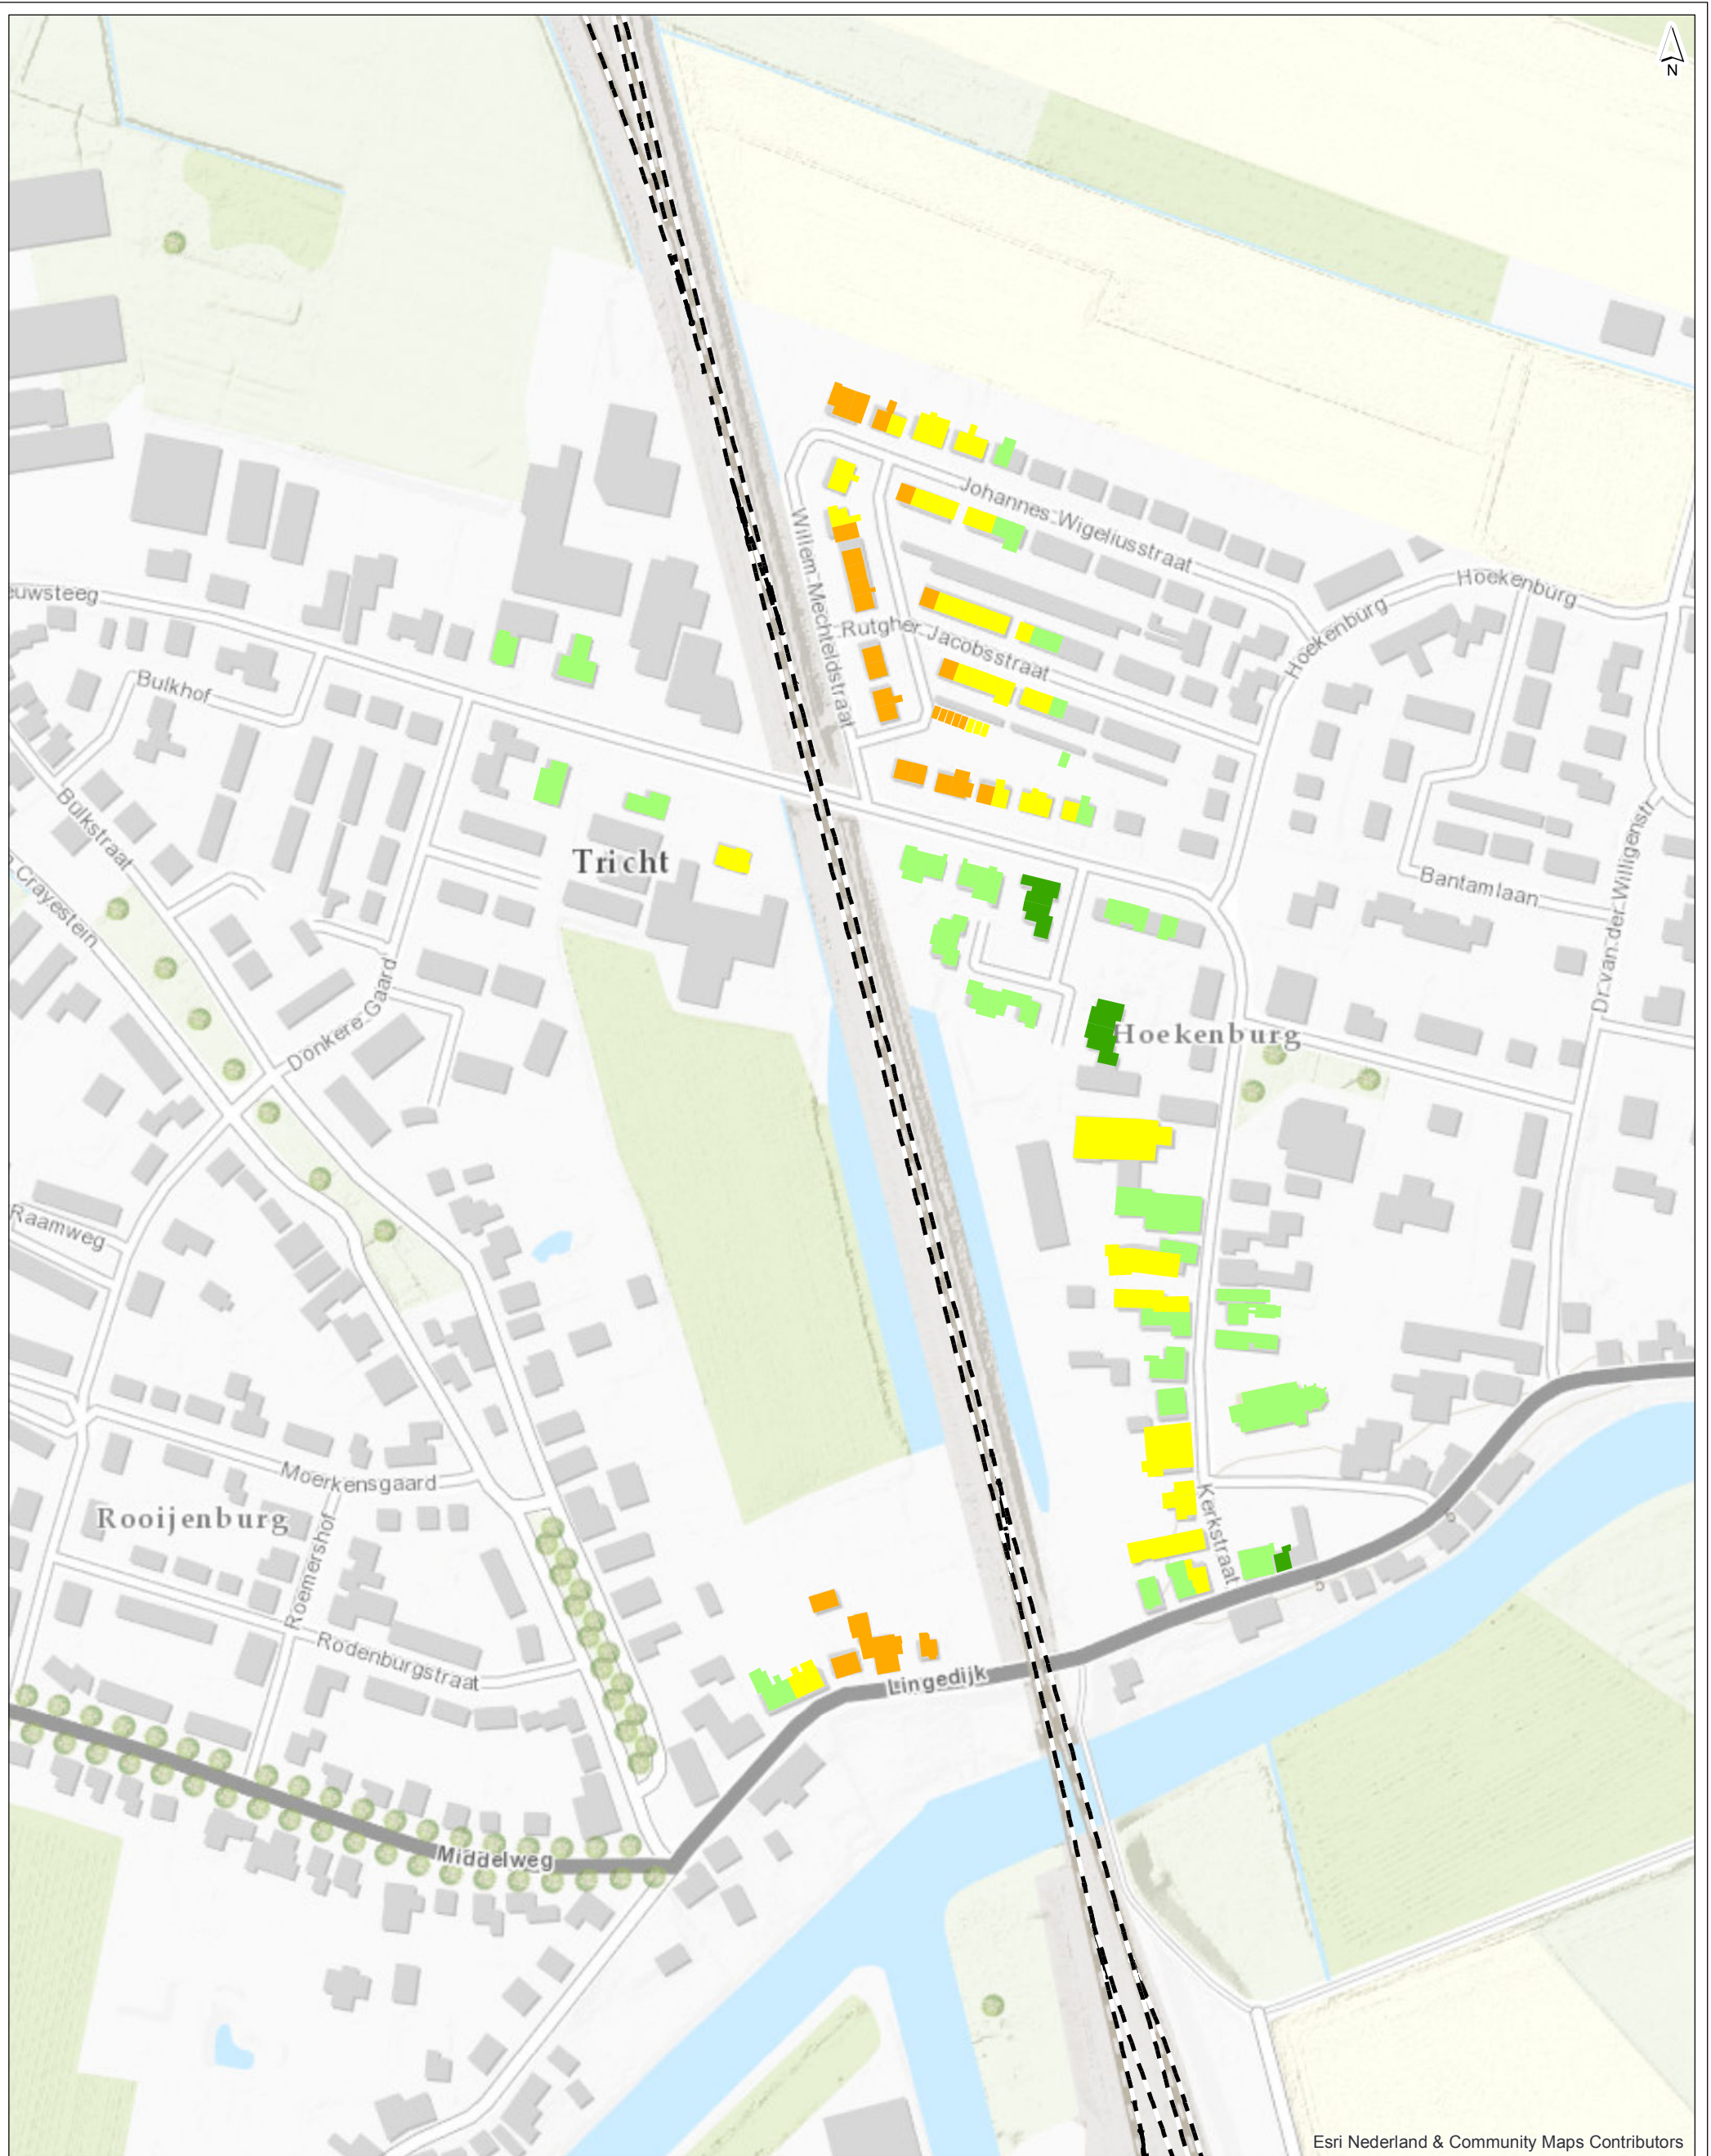 N
Johannes Wigeliusstraat
Willem Mechteldstraat
Hoekenburg
euwsteeg
Hoekenburg
Rutgher Jacobsstraat
Bulkhof
Bulkstraat
Tricht
Bantamlaan
Dr. van der Willigenstr.
Crayestein
Donkere Gaard
Hoekenburg
Raamweg
Moerkensgaard
Rooijenburg
Roemershof
Kerkstraat
Rodenburgstraat
Lingedijk
Middelweg
Esri Nederland & Community Maps Contributors